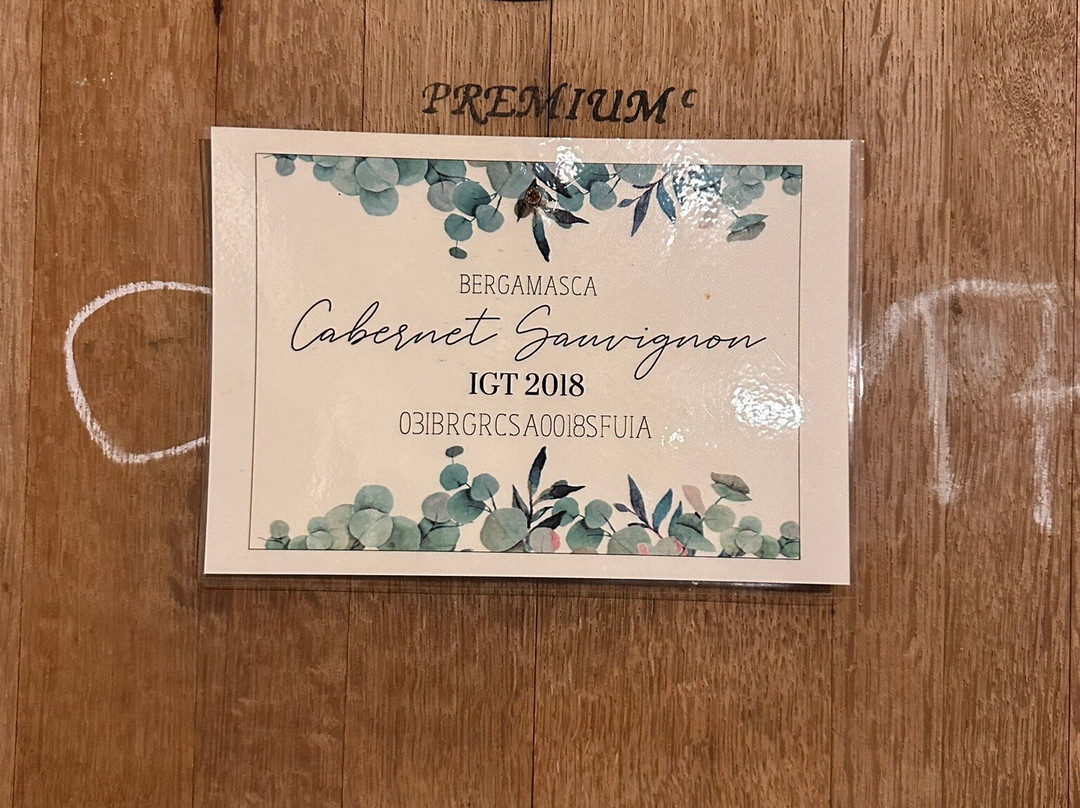 PREMIUM c
BERGAMASCA
Cabernet Sauvignon
IGT 2018
03IBRGRCSA0018SFUIA